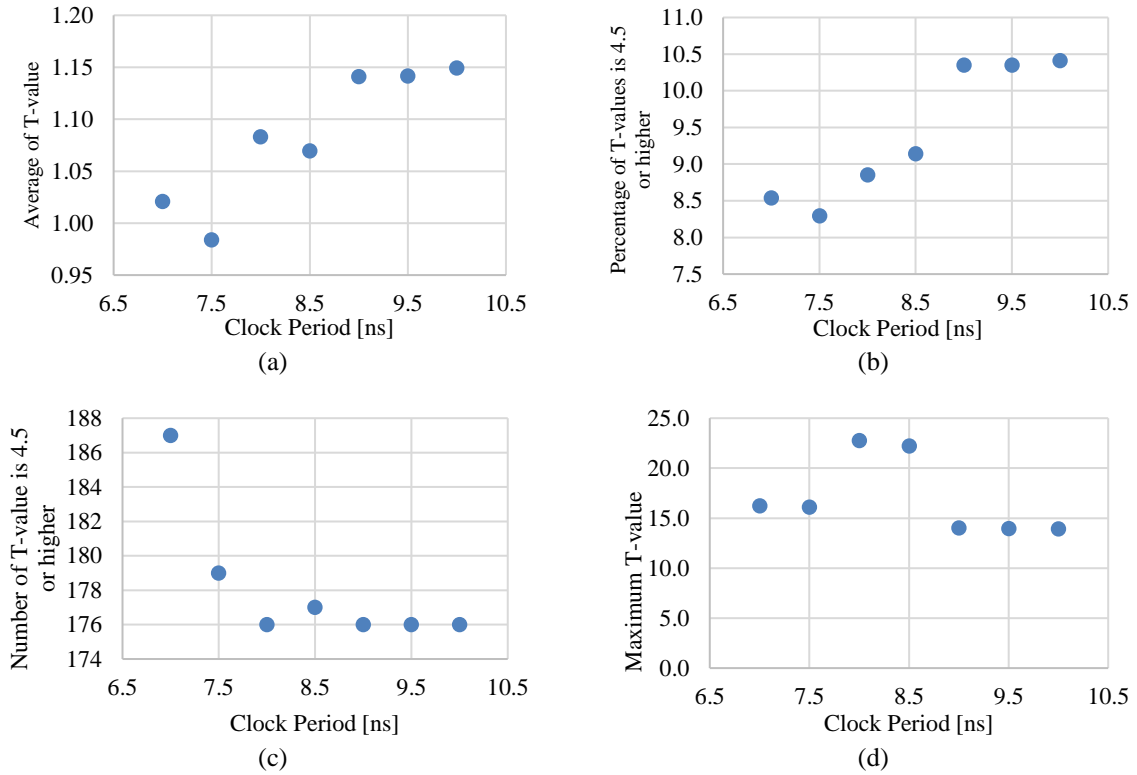 1.20
1.15
1.10
1.05
1.00
0.95
Average of T-value
6.5 7.5 8.5 9.5 10.5
Clock Period [ns]
(a)
11.0
10.5
10.0
9.5
9.0
8.5
8.0
7.5
Percentage of T-values is 4.5
or higher
6.5 7.5 8.5 9.5 10.5
Clock Period [ns]
(b)
188
186
184
182
180
178
176
174
Number of T-value is 4.5
or higher
6.5 7.5 8.5 9.5 10.5
Clock Period [ns]
(c)
25.0
20.0
15.0
10.0
5.0
0.0
Maximum T-value
6.5 7.5 8.5 9.5 10.5
Clock Period [ns]
(d)